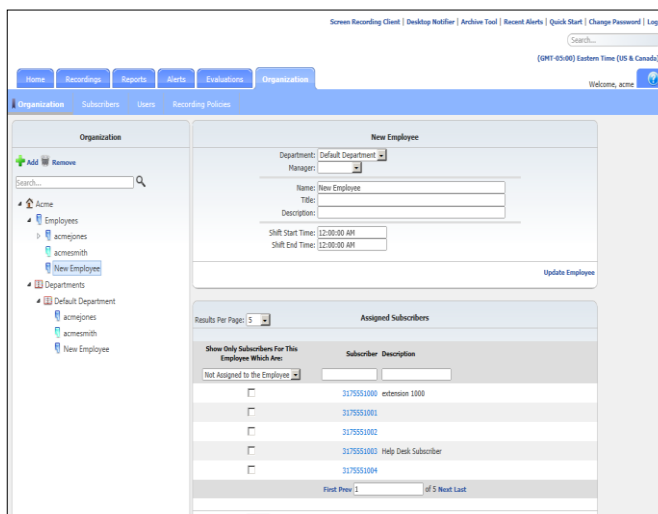 Screen Recording Client | Desktop Notifier | Archive Tool | Recent Alerts | Quick Start | Change Password | Log
Search...
(GMT-05:00) Eastern Time (US & Canada)
Home Recordings Reports Alerts Evaluations Organization
Welcome, acme
Organization Subscribers Users Recording Policies
Organization
Add Remove
Search...
Acme
Employees
acmejones
acmesmith
New Employee
Departments
Default Department
acmejones
acmesmith
New Employee
New Employee
Department: Default Department
Manager:
Name: New Employee
Title:
Description:
Shift Start Time: 12:00:00 AM
Shift End Time: 12:00:00 AM
Update Employee
Results Per Page: 5 Assigned Subscribers
Show Only Subscribers For This
Employee Which Are:
Subscriber Description
Not Assigned to the Employee
3175551000 extension 1000
3175551001
3175551002
3175551003 Help Desk Subscriber
3175551004
First Prev 1 of 5 Next Last